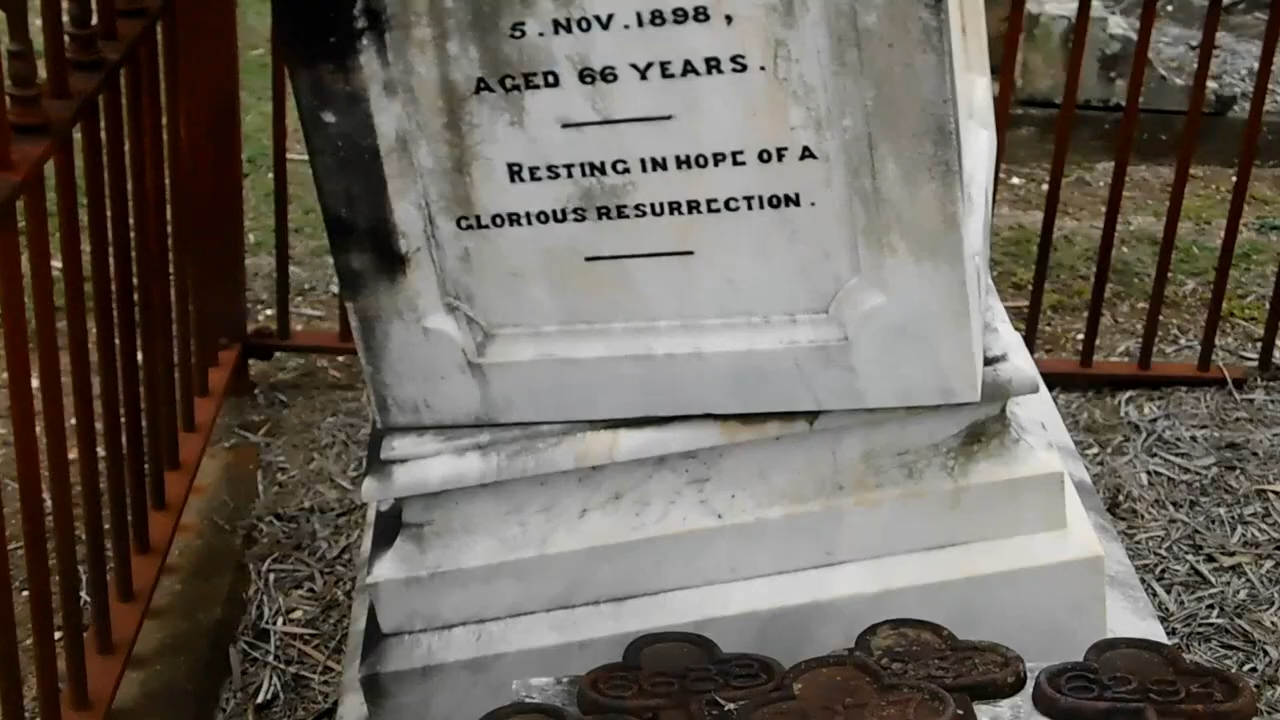 5. NOV. 1898,
AGED 66 YEARS.
RESTING IN HOPE OF A
GLORIOUS RESURRECTION.